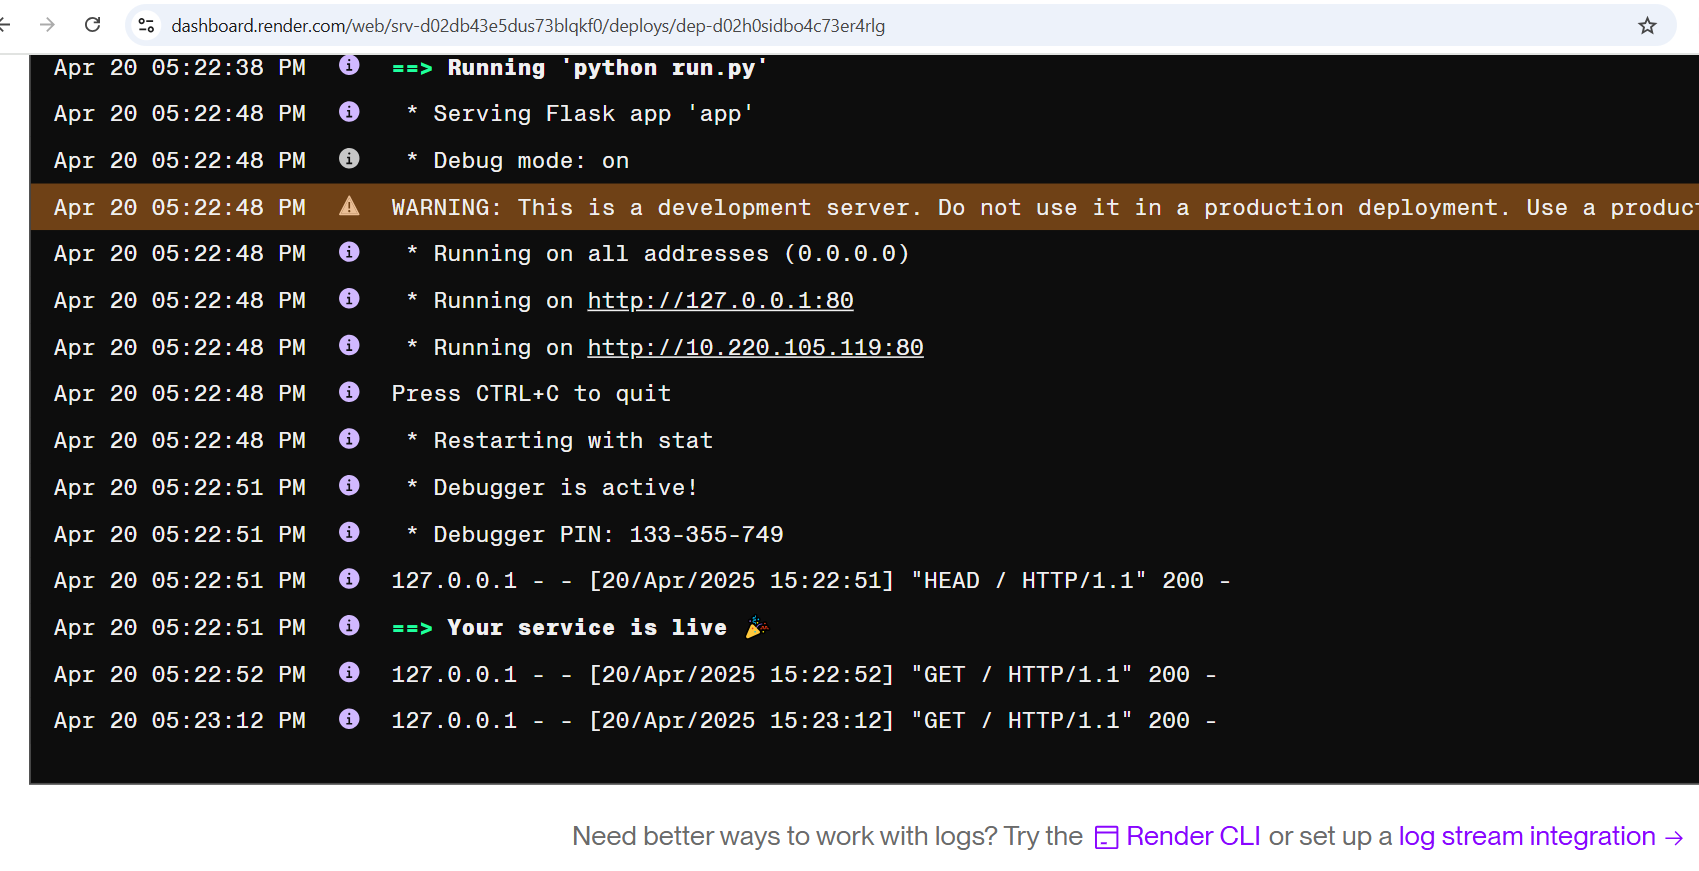 dashboard.render.com/web/srv-d02db43e5dus73blqkf0/deploys/dep-d02h0sidbo4c73er4rlg
Apr 20 05:22:38 PM ==> Running 'python run.py'
Apr 20 05:22:48 PM * Serving Flask app 'app'
Apr 20 05:22:48 PM * Debug mode: on
Apr 20 05:22:48 PM WARNING: This is a development server. Do not use it in a production deployment. Use a product
Apr 20 05:22:48 PM * Running on all addresses (0.0.0.0)
Apr 20 05:22:48 PM * Running on http://127.0.0.1:80
Apr 20 05:22:48 PM * Running on http://10.220.105.119:80
Apr 20 05:22:48 PM Press CTRL+C to quit
Apr 20 05:22:48 PM * Restarting with stat
Apr 20 05:22:51 PM * Debugger is active!
Apr 20 05:22:51 PM * Debugger PIN: 133-355-749
Apr 20 05:22:51 PM 127.0.0.1 - - [20/Apr/2025 15:22:51] "HEAD / HTTP/1.1" 200 -
Apr 20 05:22:51 PM ==> Your service is live 🎉
Apr 20 05:22:52 PM 127.0.0.1 - - [20/Apr/2025 15:22:52] "GET / HTTP/1.1" 200 -
Apr 20 05:23:12 PM 127.0.0.1 - - [20/Apr/2025 15:23:12] "GET / HTTP/1.1" 200 -
Need better ways to work with logs? Try the Render CLI or set up a log stream integration →